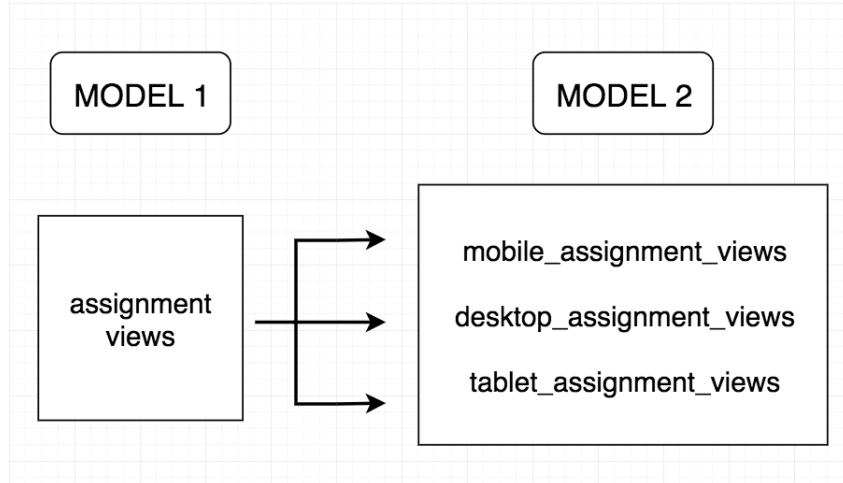 MODEL 1
MODEL 2
assignment
views
mobile_assignment_views
desktop_assignment_views
tablet_assignment_views